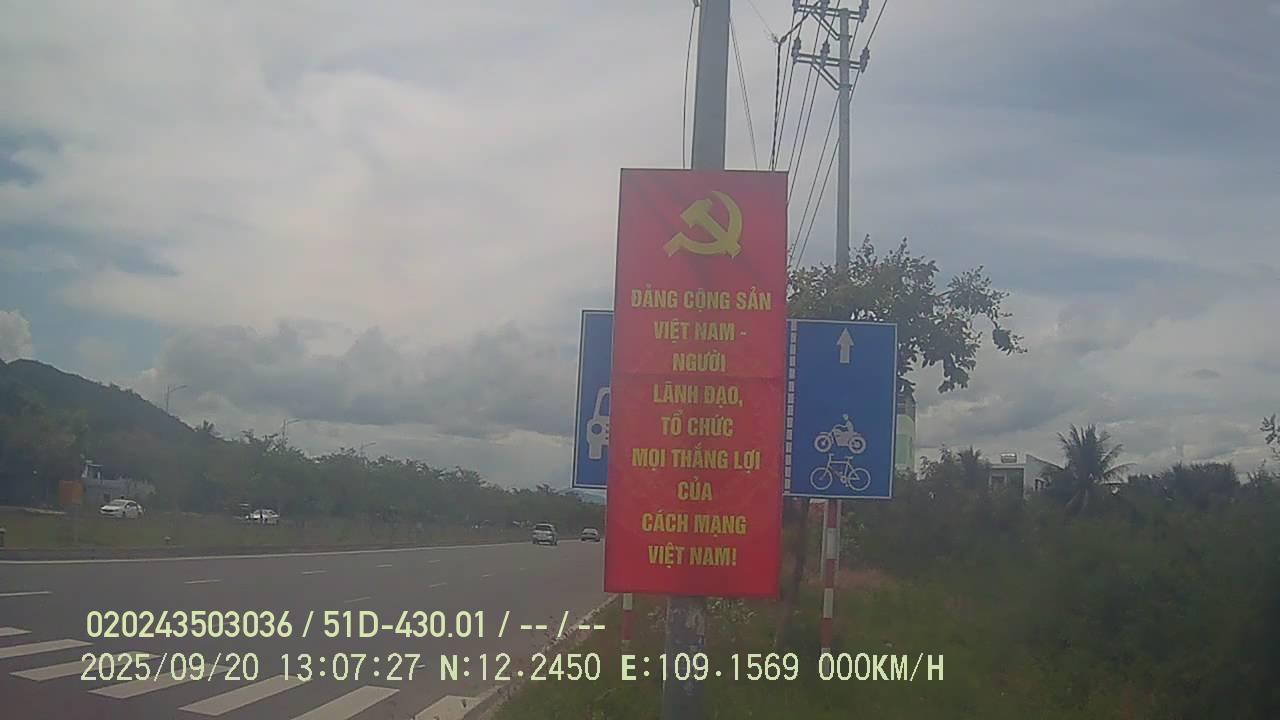 ĐẢNG CỘNG SẢN
VIỆT NAM -
NGƯỜI
LÃNH ĐẠO,
TỔ CHỨC
MỌI THẮNG LỢI
CỦA
CÁCH MẠNG
VIỆT NAM!
020243503036 / 51D-430.01 / -- / --
2025/09/20 13:07:27 N:12.2450 E:109.1569 000KM/H